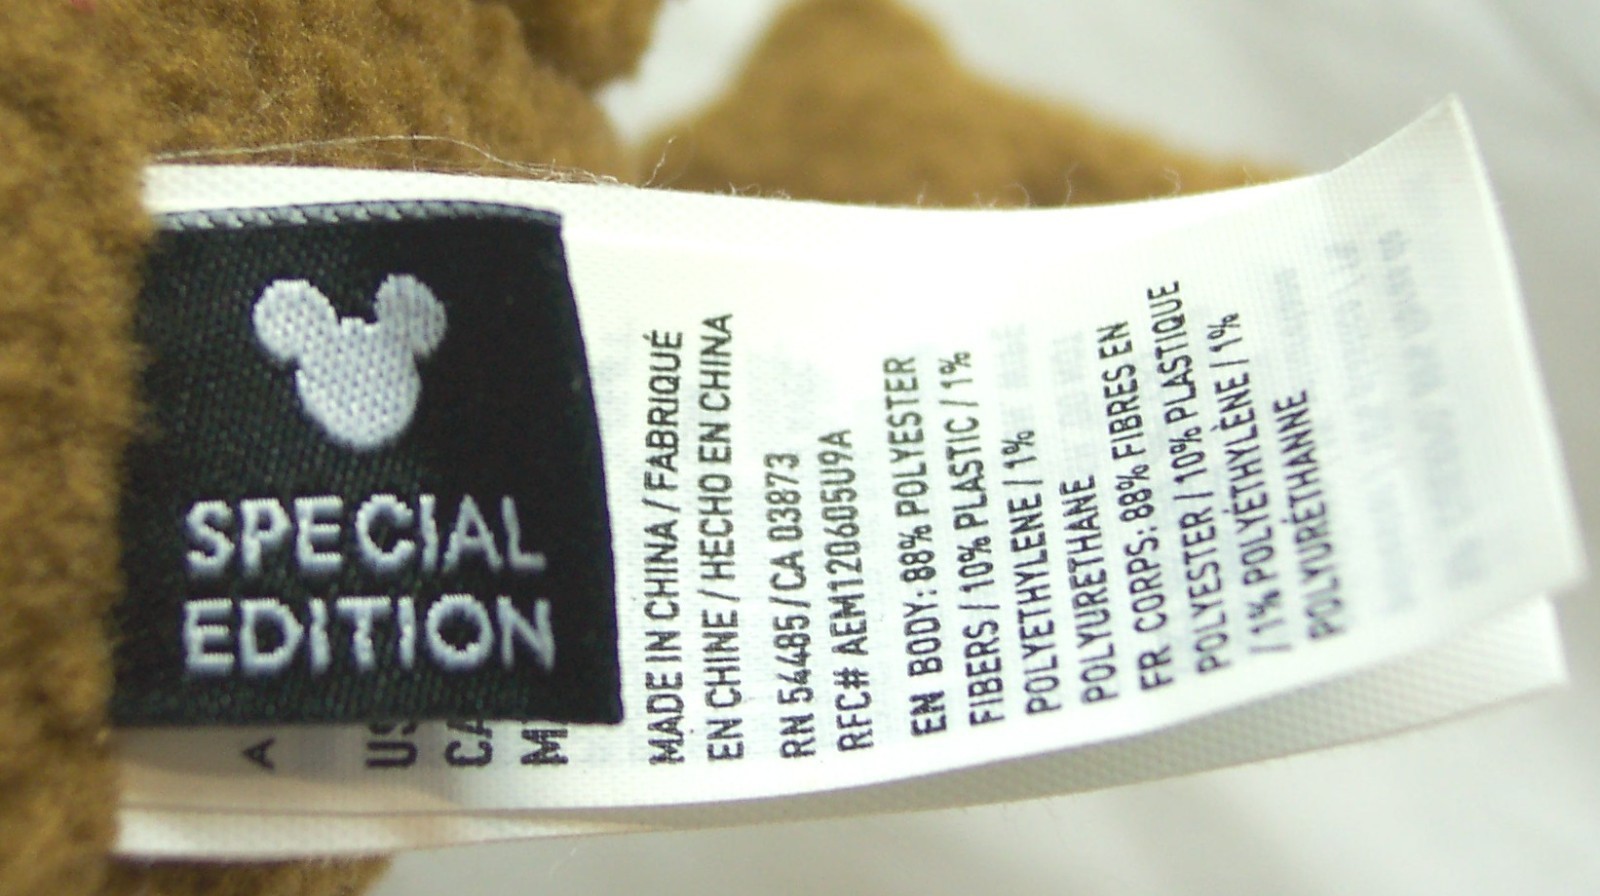 SPECIAL
EDITION
A
US
CA
MADE IN CHINA / FABRIQUÉ
EN CHINE / HECHO EN CHINA
RN 54485 / CA 03873
RFC# AEM120605U9A
EN BODY: 88% POLYESTER
FIBERS / 10% PLASTIC / 1%
POLYETHYLENE / 1%
POLYURETHANE
FR CORPS: 88% FIBRES EN
POLYESTER / 10% PLASTIQUE
/ 1% POLYÉTHYLÈNE / 1%
POLYURÉTHANNE